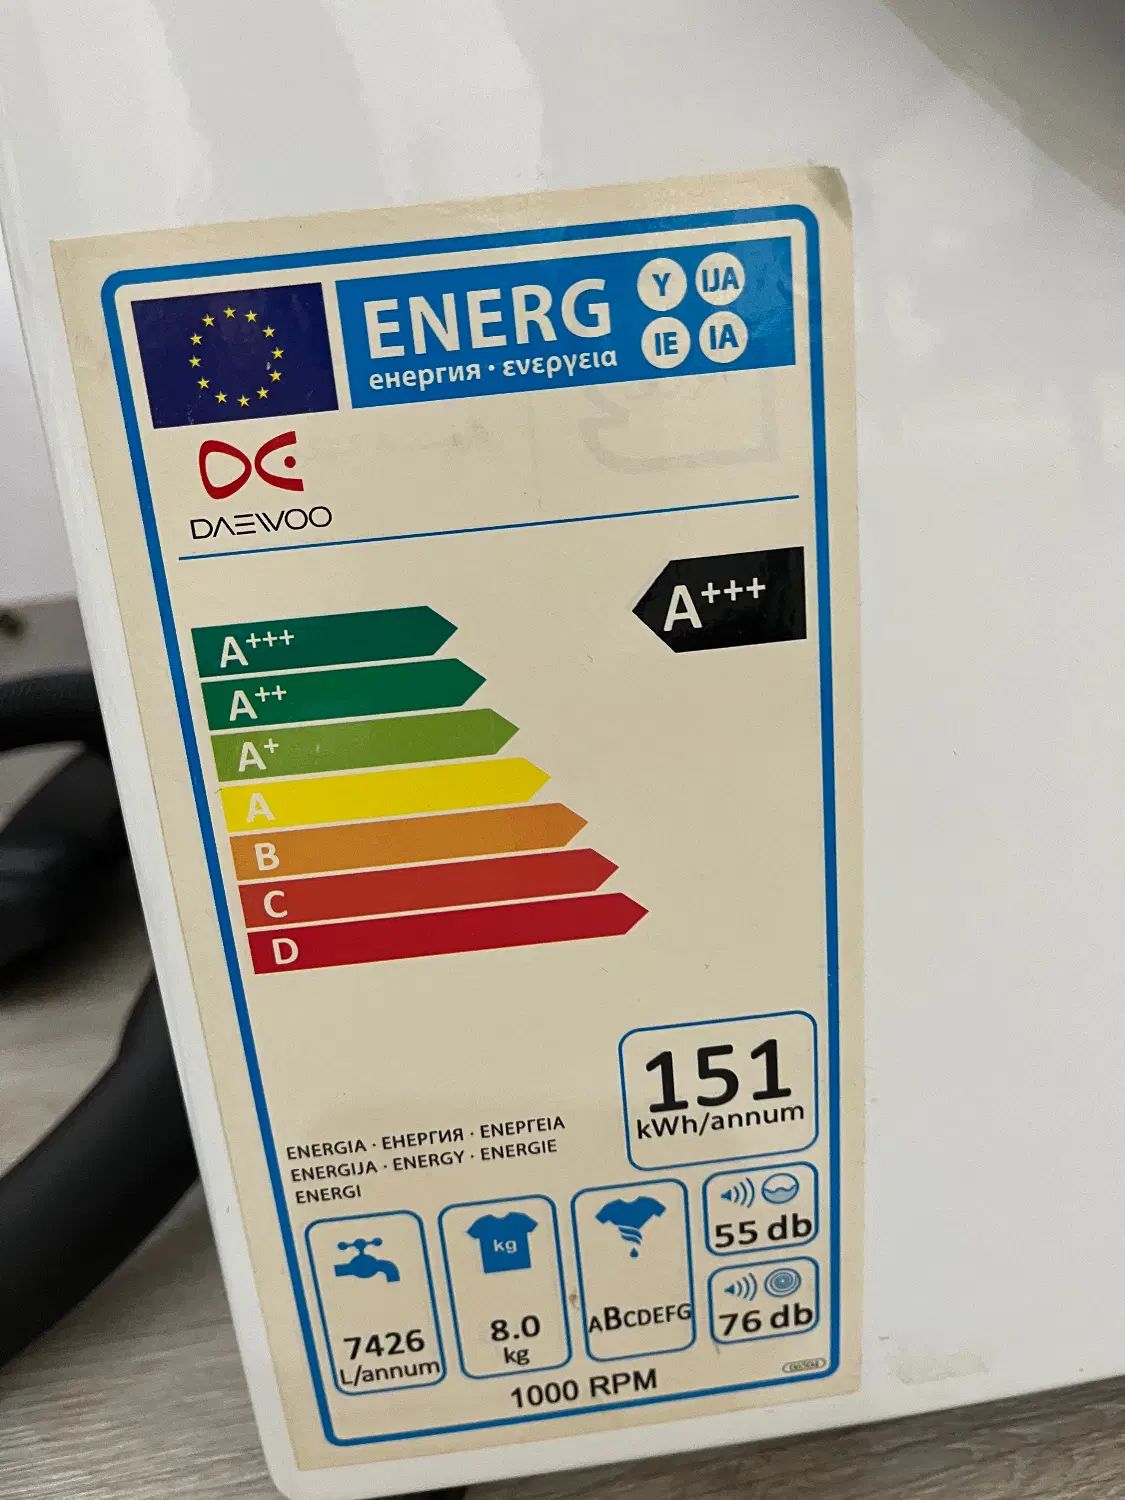 ENERG Y IJA
IE IA
енергия · ενεργεια
DAEWOO
A+++
A+++
A++
A+
A
B
C
D
151
kWh/annum
ENERGIA · ЕНЕРГИЯ · ΕΝΕΡΓΕΙΑ
ENERGIJA · ENERGY · ENERGIE
ENERGI
7426
L/annum
kg
8.0
kg
ABCDEFG
55 db
76 db
1000 RPM